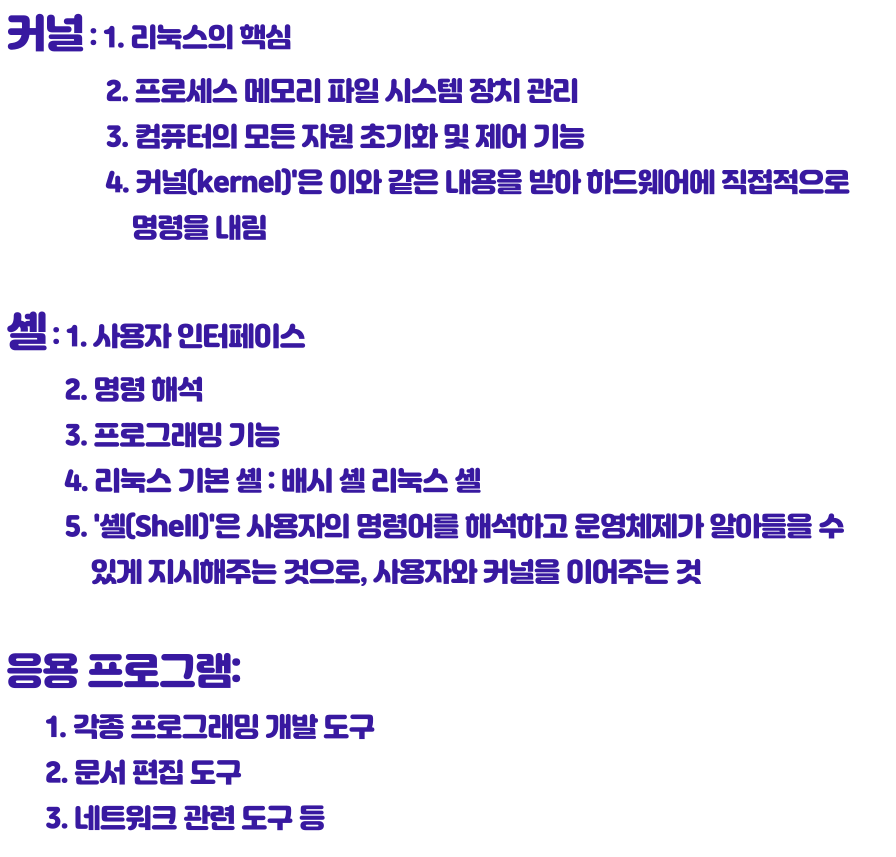 커널 : 1. 리눅스의 핵심
2. 프로세스 메모리 파일 시스템 장치 관리
3. 컴퓨터의 모든 자원 초기화 및 제어 기능
4. 커널(kernel)'은 이와 같은 내용을 받아 하드웨어에 직접적으로
명령을 내림
셸 : 1. 사용자 인터페이스
2. 명령 해석
3. 프로그래밍 기능
4. 리눅스 기본 셸 : 배시 셸 리눅스 셸
5. '셸(Shell)'은 사용자의 명령어를 해석하고 운영체제가 알아들을 수
있게 지시해주는 것으로, 사용자와 커널을 이어주는 것
응용 프로그램:
1. 각종 프로그래밍 개발 도구
2. 문서 편집 도구
3. 네트워크 관련 도구 등